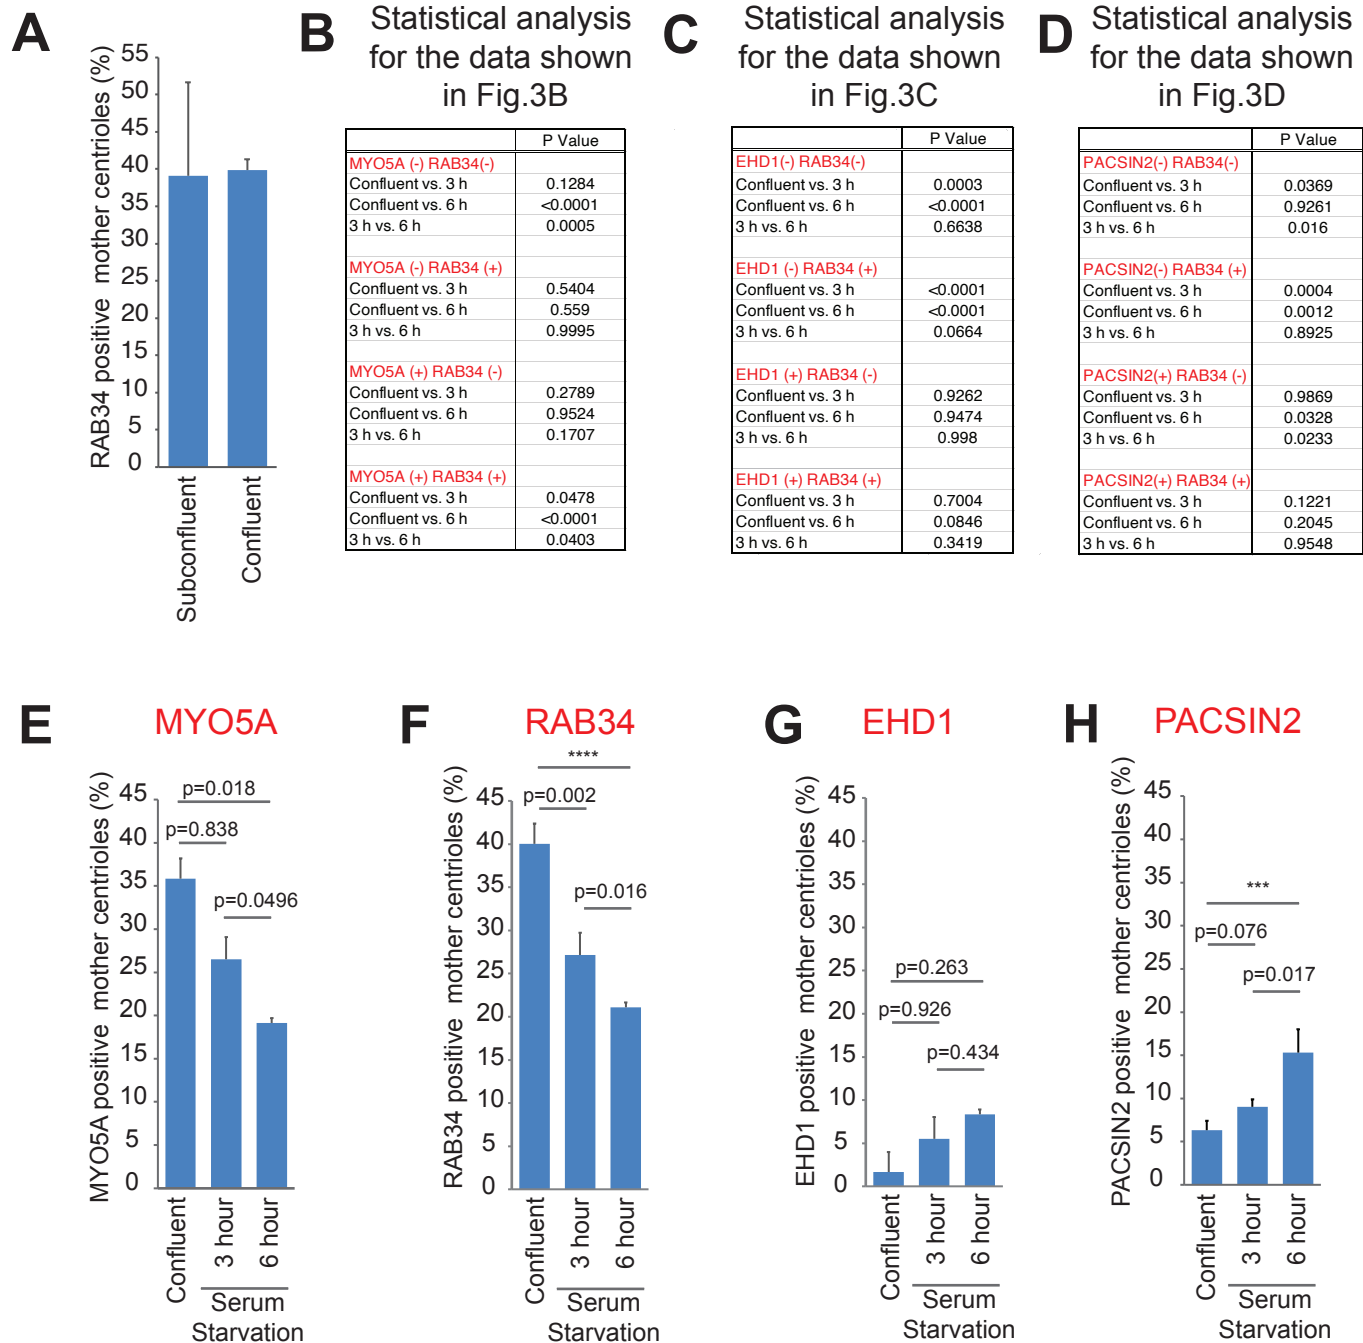 A
RAB34 positive mother centrioles (%)
55
50
45
40
35
30
25
20
15
10
5
0
Subconfluent
Confluent
B
Statistical analysis
for the data shown
in Fig.3B
P Value
MYO5A (-) RAB34(-)
Confluent vs. 3 h 0.1284
Confluent vs. 6 h <0.0001
3 h vs. 6 h 0.0005
MYO5A (-) RAB34 (+)
Confluent vs. 3 h 0.5404
Confluent vs. 6 h 0.559
3 h vs. 6 h 0.9995
MYO5A (+) RAB34 (-)
Confluent vs. 3 h 0.2789
Confluent vs. 6 h 0.9524
3 h vs. 6 h 0.1707
MYO5A (+) RAB34 (+)
Confluent vs. 3 h 0.0478
Confluent vs. 6 h <0.0001
3 h vs. 6 h 0.0403
C
Statistical analysis
for the data shown
in Fig.3C
P Value
EHD1(-) RAB34(-)
Confluent vs. 3 h 0.0003
Confluent vs. 6 h <0.0001
3 h vs. 6 h 0.6638
EHD1 (-) RAB34 (+)
Confluent vs. 3 h <0.0001
Confluent vs. 6 h <0.0001
3 h vs. 6 h 0.0664
EHD1 (+) RAB34 (-)
Confluent vs. 3 h 0.9262
Confluent vs. 6 h 0.9474
3 h vs. 6 h 0.998
EHD1 (+) RAB34 (+)
Confluent vs. 3 h 0.7004
Confluent vs. 6 h 0.0846
3 h vs. 6 h 0.3419
D
Statistical analysis
for the data shown
in Fig.3D
P Value
PACSIN2(-) RAB34(-)
Confluent vs. 3 h 0.0369
Confluent vs. 6 h 0.9261
3 h vs. 6 h 0.016
PACSIN2(-) RAB34 (+)
Confluent vs. 3 h 0.0004
Confluent vs. 6 h 0.0012
3 h vs. 6 h 0.8925
PACSIN2(+) RAB34 (-)
Confluent vs. 3 h 0.9869
Confluent vs. 6 h 0.0328
3 h vs. 6 h 0.0233
PACSIN2(+) RAB34 (+)
Confluent vs. 3 h 0.1221
Confluent vs. 6 h 0.2045
3 h vs. 6 h 0.9548
E
MYO5A
MYO5A positive mother centrioles (%)
45
40
35
30
25
20
15
10
5
0
p=0.018
p=0.838
p=0.0496
Confluent
3 hour
6 hour
Serum
Starvation
F
RAB34
RAB34 positive mother centrioles (%)
45
40
35
30
25
20
15
10
5
0
****
p=0.002
p=0.016
Confluent
3 hour
6 hour
Serum
Starvation
G
EHD1
EHD1 positive mother centrioles (%)
45
40
35
30
25
20
15
10
5
0
p=0.263
p=0.926
p=0.434
Confluent
3 hour
6 hour
Serum
Starvation
H
PACSIN2
PACSIN2 positive mother centrioles (%)
45
40
35
30
25
20
15
10
5
0
***
p=0.076
p=0.017
Confluent
3 hour
6 hour
Serum
Starvation